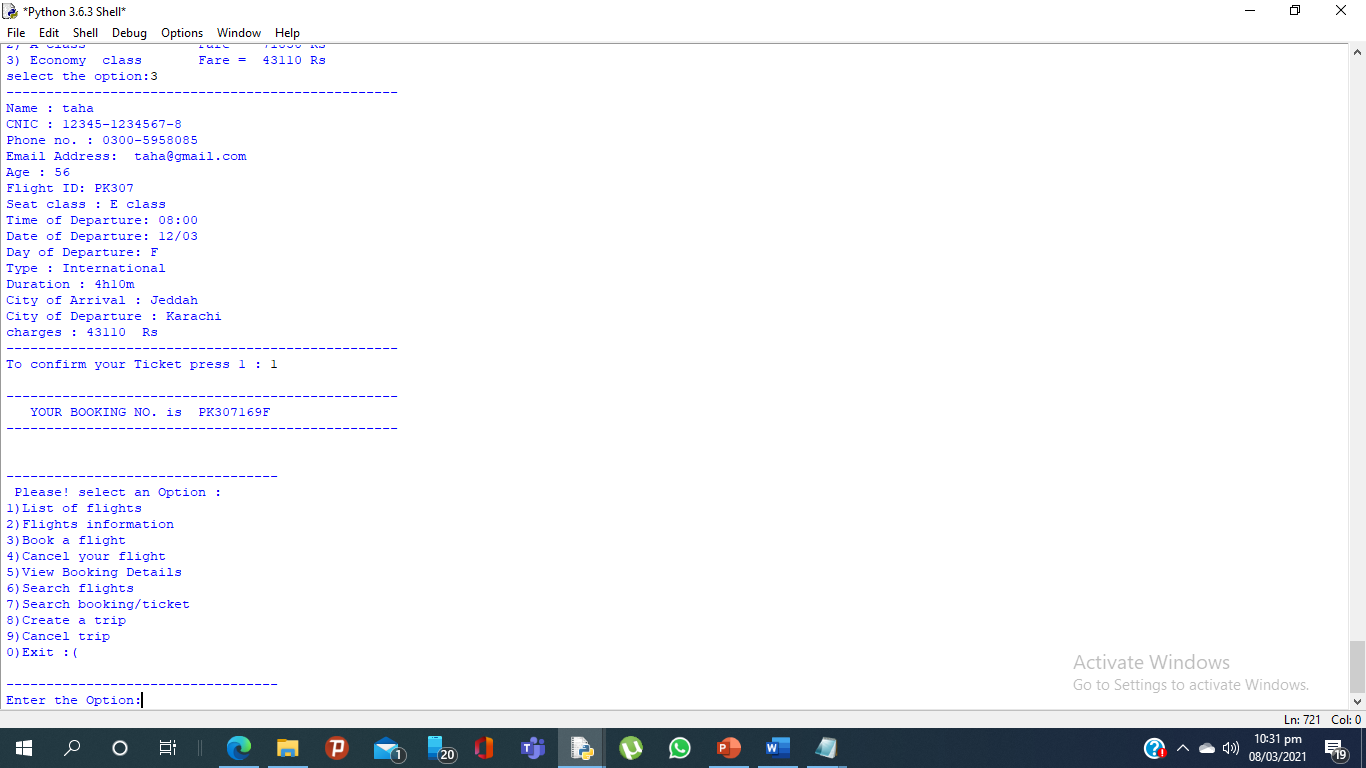 *Python 3.6.3 Shell*
File Edit Shell Debug Options Window Help
3) Economy class Fare = 43110 Rs
select the option:3
-------------------------------------------------
Name : taha
CNIC : 12345-1234567-8
Phone no. : 0300-5958085
Email Address: taha@gmail.com
Age : 56
Flight ID: PK307
Seat class : E class
Time of Departure: 08:00
Date of Departure: 12/03
Day of Departure: F
Type : International
Duration : 4h10m
City of Arrival : Jeddah
City of Departure : Karachi
charges : 43110 Rs
-------------------------------------------------
To confirm your Ticket press 1 : 1
-------------------------------------------------
YOUR BOOKING NO. is PK307169F
-------------------------------------------------
----------------------------------
Please! select an Option :
1)List of flights
2)Flights information
3)Book a flight
4)Cancel your flight
5)View Booking Details
6)Search flights
7)Search booking/ticket
8)Create a trip
9)Cancel trip
0)Exit :(
----------------------------------
Enter the Option:
Activate Windows
Go to Settings to activate Windows.
Ln: 721 Col: 0
1
20
10:31 pm
08/03/2021
19